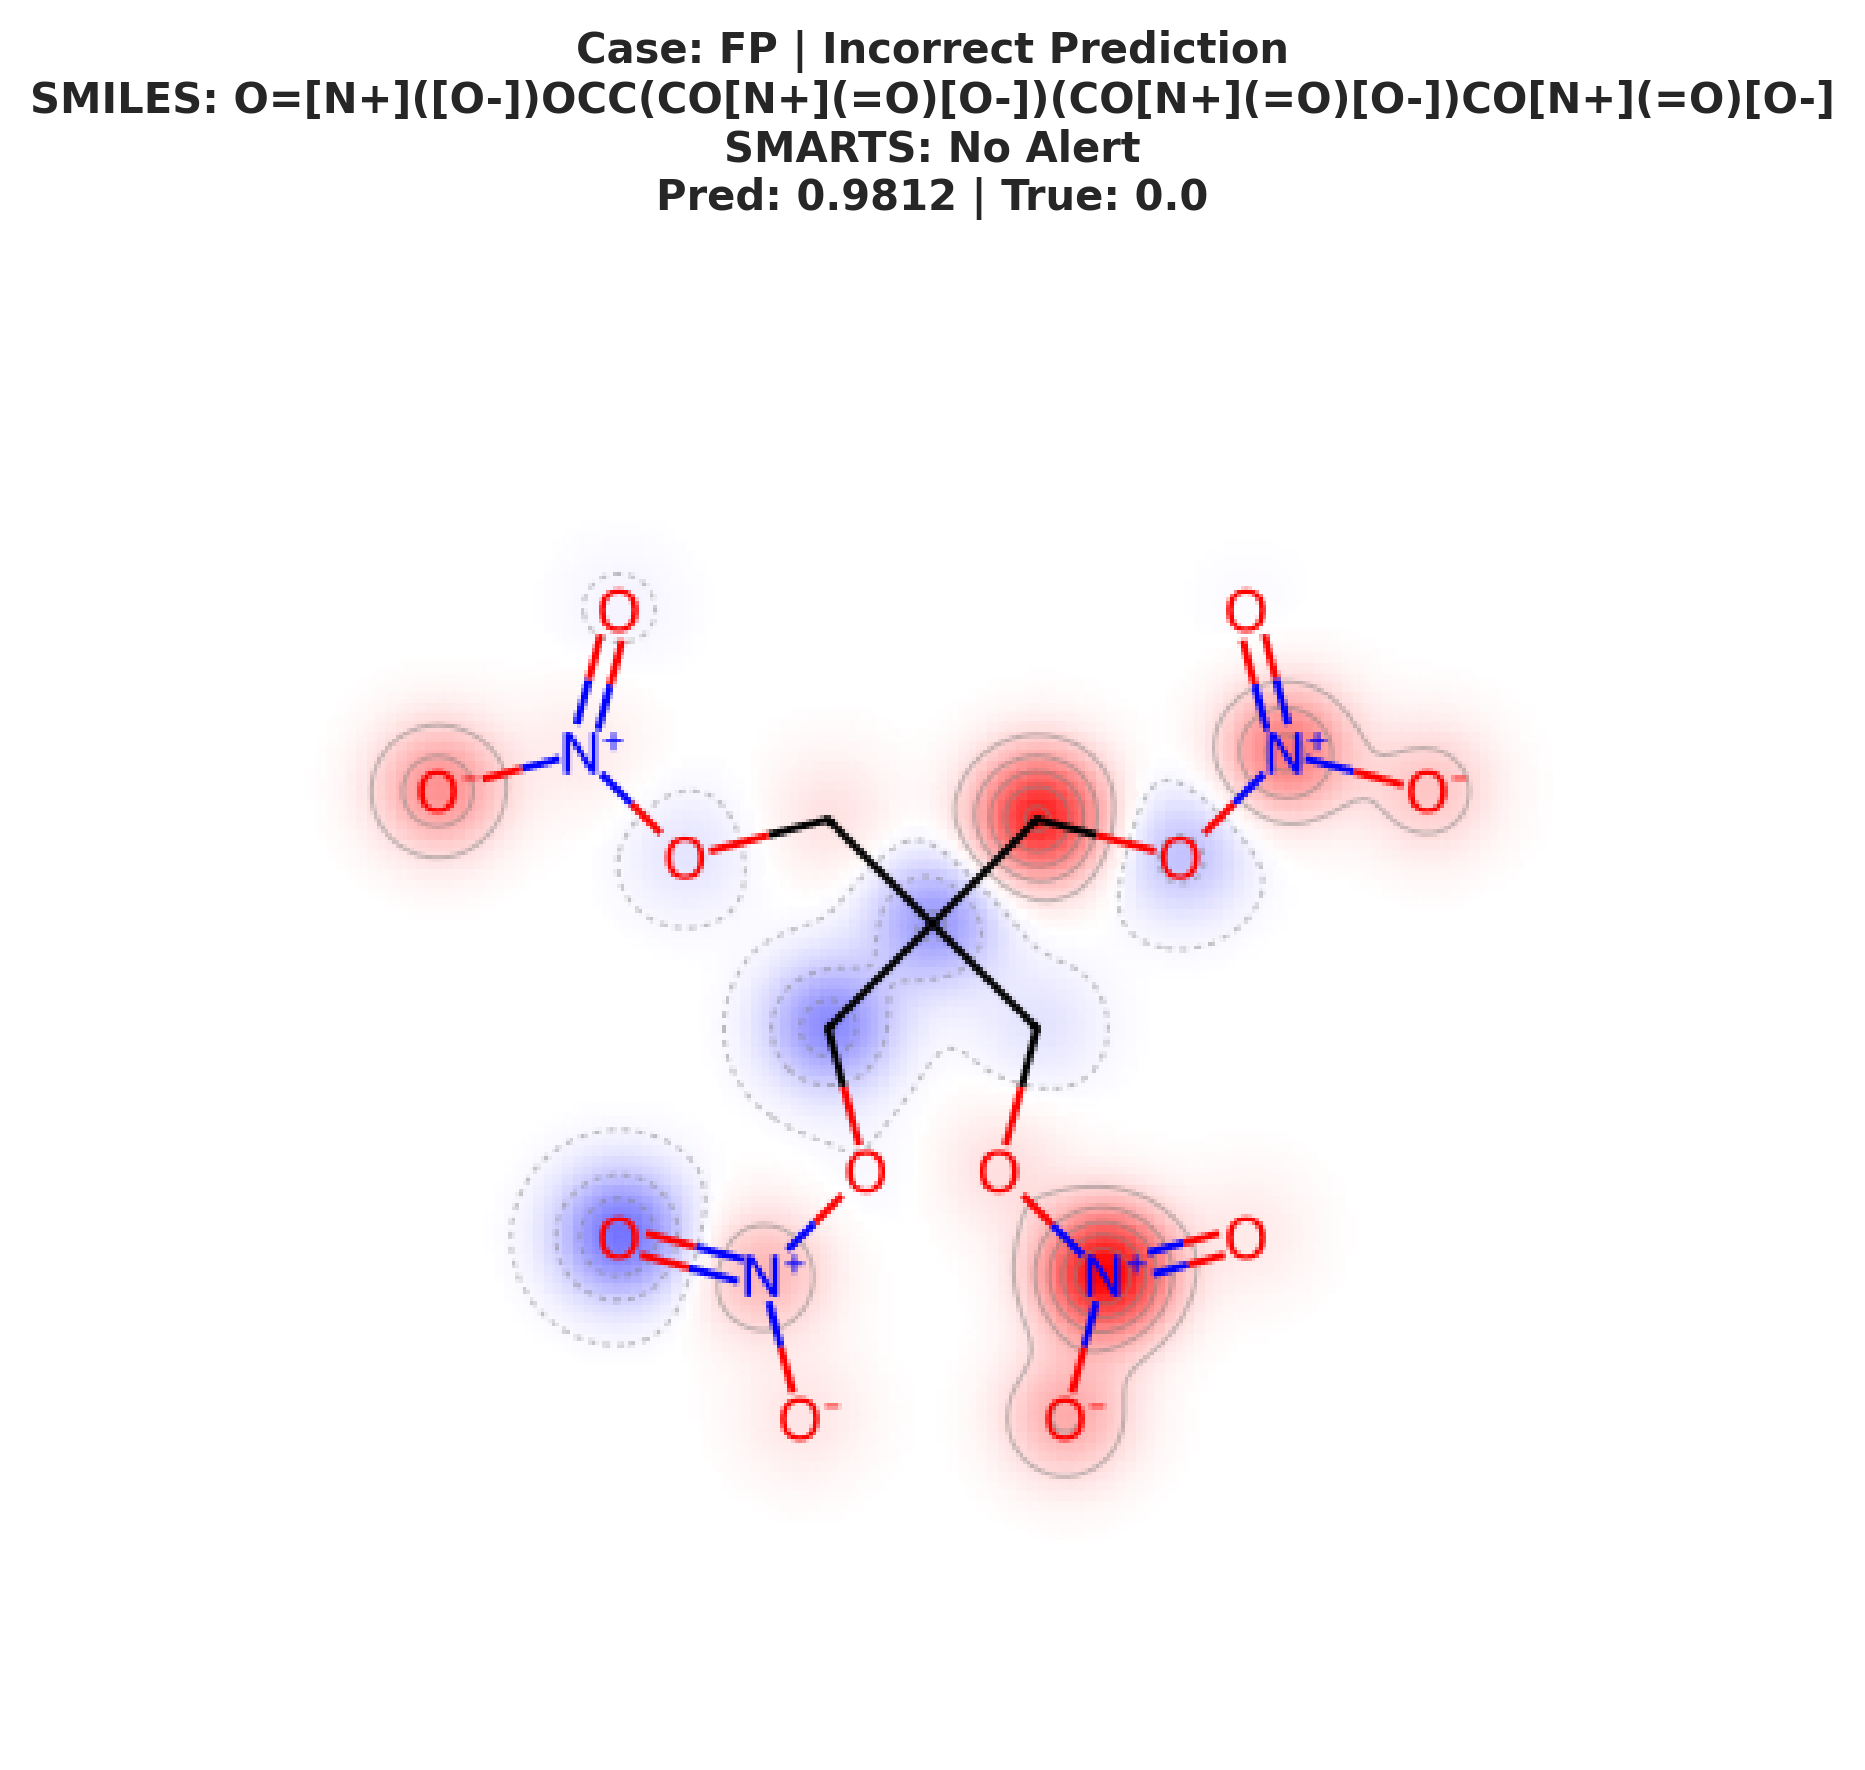 Case: FP | Incorrect Prediction
SMILES: O=[N+]([O-])OCC(CO[N+](=O)[O-])(CO[N+](=O)[O-])CO[N+](=O)[O-]
SMARTS: No Alert
Pred: 0.9812 | True: 0.0
O O
O⁻ N⁺ N⁺ O⁻
O O
O O
O N⁺ N⁺ O
O⁻ O⁻